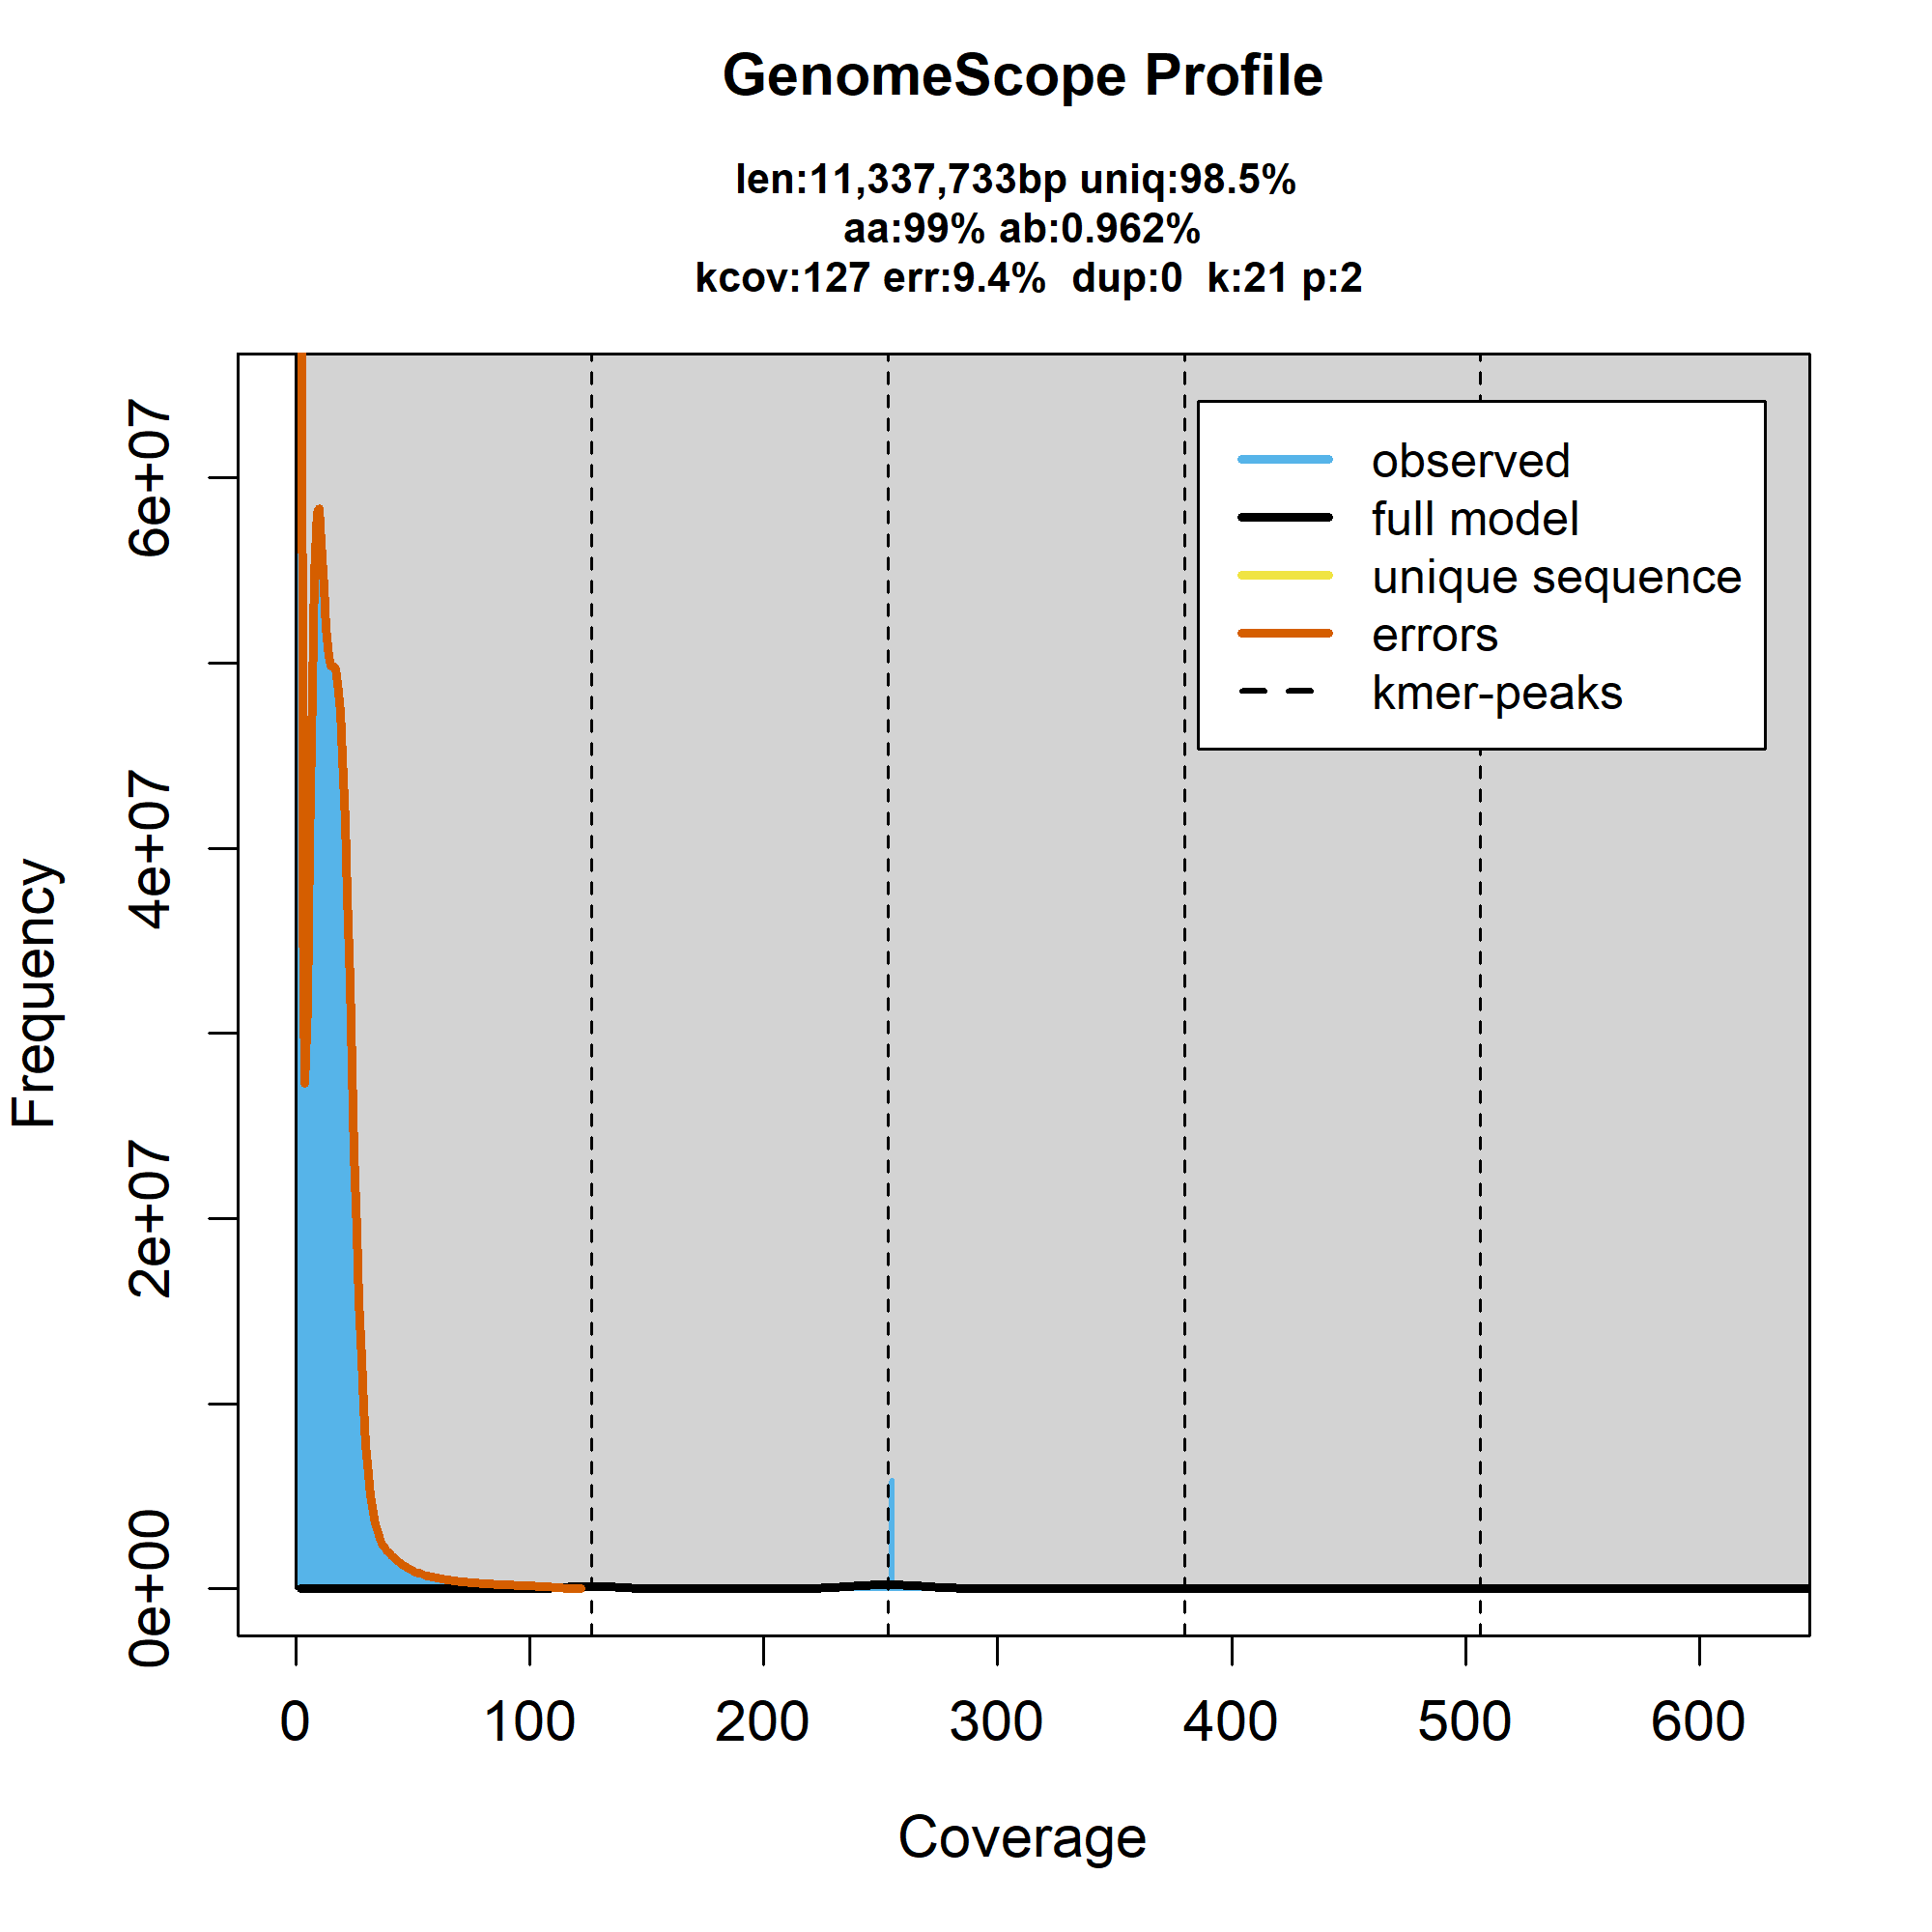 GenomeScope Profile
len:11,337,733bp uniq:98.5%
aa:99% ab:0.962%
kcov:127 err:9.4%  dup:0  k:21 p:2
observed
full model
unique sequence
errors
kmer-peaks
Frequency
6e+07
4e+07
2e+07
0e+00
0 100 200 300 400 500 600
Coverage